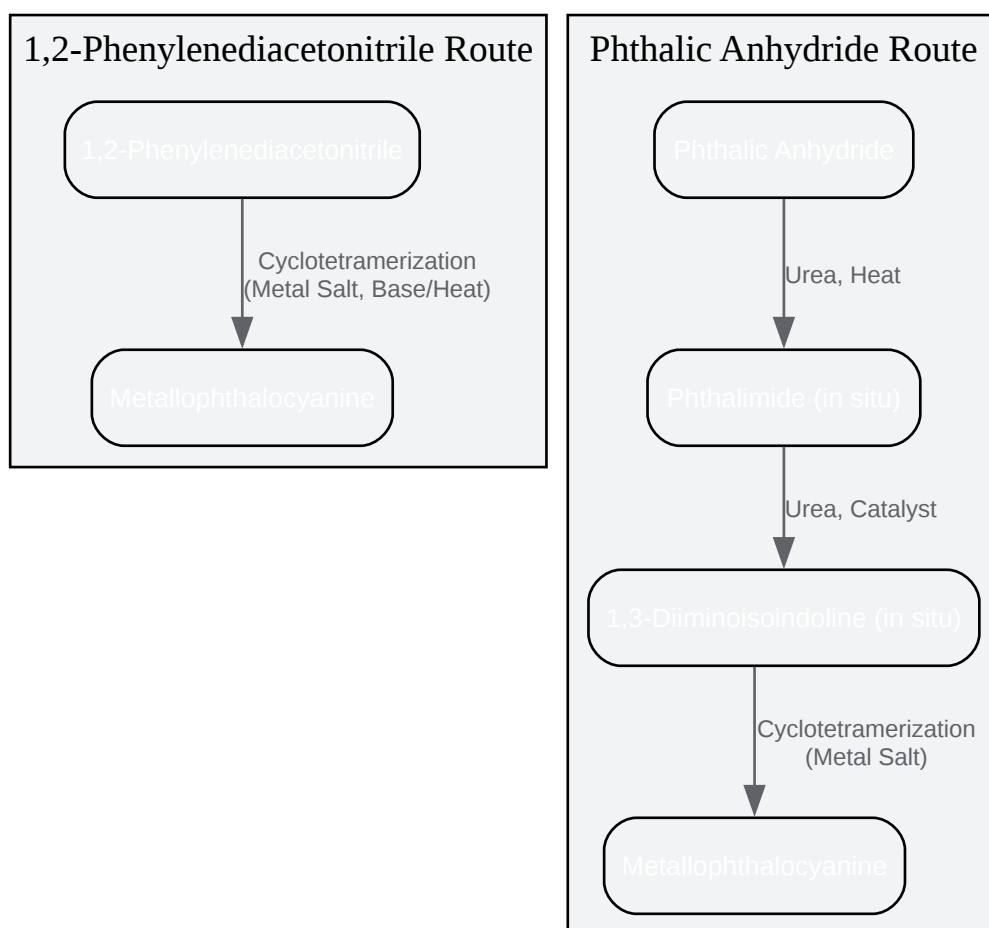 1,2-Phenylenediacetonitrile Route
1,2-Phenylenediacetonitrile
Cyclotetramerization
(Metal Salt, Base/Heat)
Metallophthalocyanine
Phthalic Anhydride Route
Phthalic Anhydride
Urea, Heat
Phthalimide (in situ)
Urea, Catalyst
1,3-Diiminoisoindoline (in situ)
Cyclotetramerization
(Metal Salt)
Metallophthalocyanine